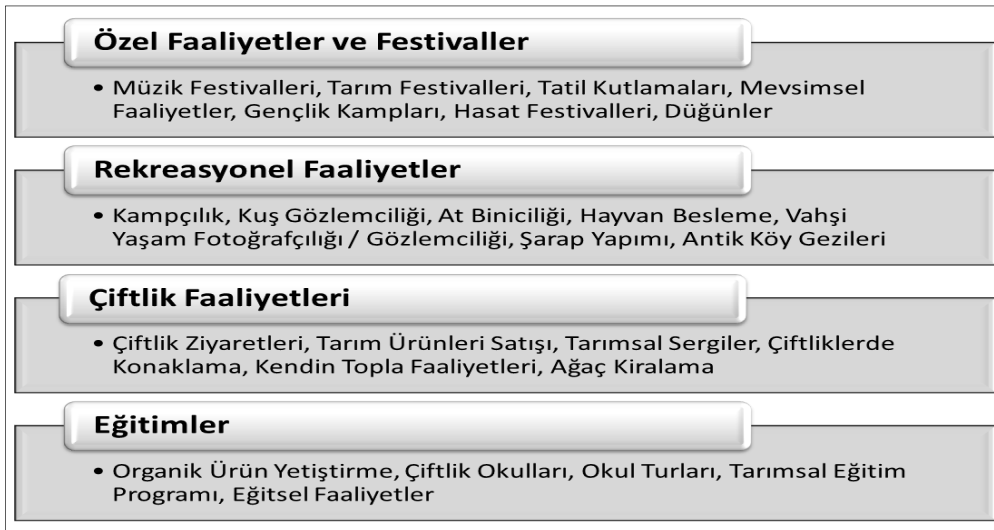 Özel Faaliyetler ve Festivaller
• Müzik Festivalleri, Tarım Festivalleri, Tatil Kutlamaları, Mevsimsel
Faaliyetler, Gençlik Kampları, Hasat Festivalleri, Düğünler
Rekreasyonel Faaliyetler
• Kampçılık, Kuş Gözlemciliği, At Biniciliği, Hayvan Besleme, Vahşi
Yaşam Fotoğrafçılığı / Gözlemciliği, Şarap Yapımı, Antik Köy Gezileri
Çiftlik Faaliyetleri
• Çiftlik Ziyaretleri, Tarım Ürünleri Satışı, Tarımsal Sergiler, Çiftliklerde
Konaklama, Kendin Topla Faaliyetleri, Ağaç Kiralama
Eğitimler
• Organik Ürün Yetiştirme, Çiftlik Okulları, Okul Turları, Tarımsal Eğitim
Programı, Eğitsel Faaliyetler